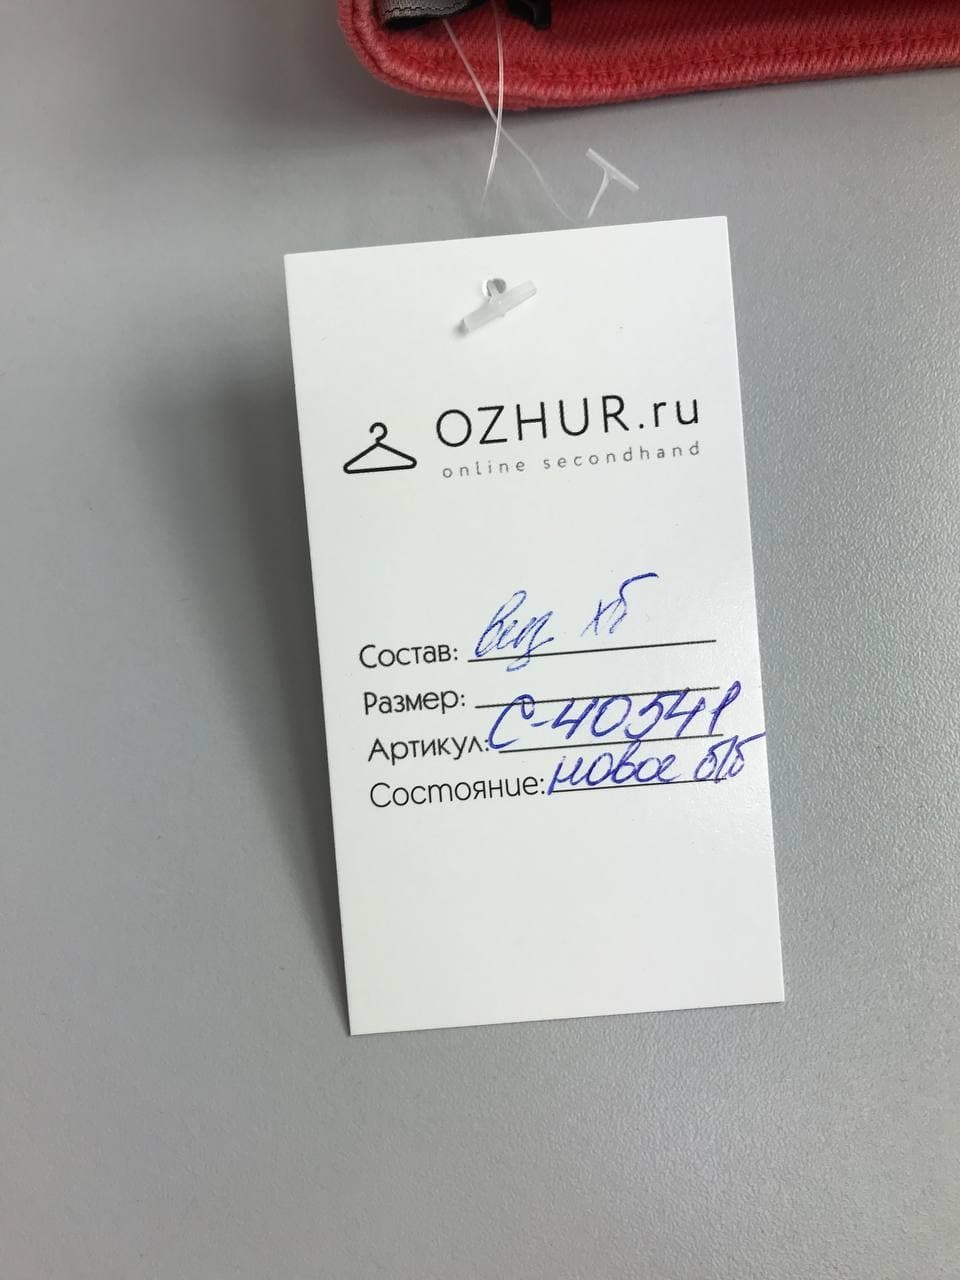 OZHUR.ru
online secondhand
Состав: виз хб
Размер:
Артикул: С-40541
Состояние: новое б/б